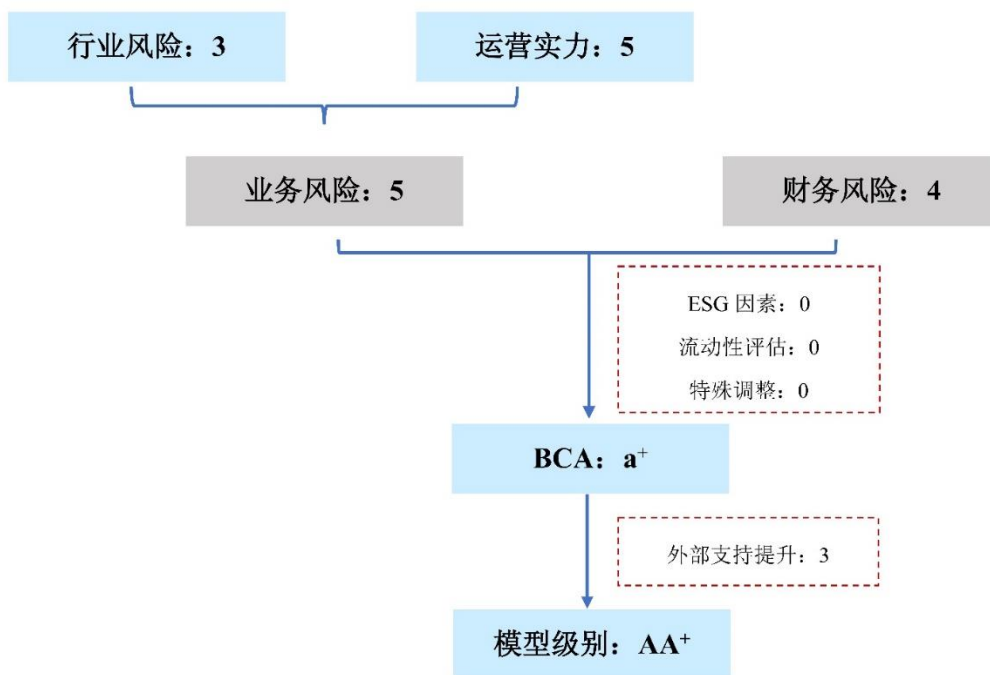 行业风险：3
运营实力：5
业务风险：5
财务风险：4
ESG 因素：0
流动性评估：0
特殊调整：0
BCA：a⁺
外部支持提升：3
模型级别：AA⁺